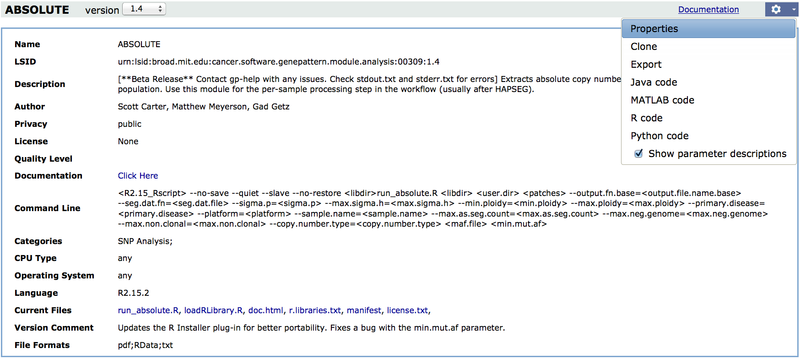 ABSOLUTE version 1.4 Documentation
Properties
Clone
Export
Java code
MATLAB code
R code
Python code
Show parameter descriptions
Name ABSOLUTE
LSID urn:lsid:broad.mit.edu:cancer.software.genepattern.module.analysis:00309:1.4
Description [**Beta Release** Contact gp-help with any issues. Check stdout.txt and stderr.txt for errors] Extracts absolute copy numbe
population. Use this module for the per-sample processing step in the workflow (usually after HAPSEG).
Author Scott Carter, Matthew Meyerson, Gad Getz
Privacy public
License None
Quality Level
Documentation Click Here
Command Line <R2.15_Rscript> --no-save --quiet --slave --no-restore <libdir>run_absolute.R <libdir> <user.dir> <patches> --output.fn.base=<output.file.name.base>
--seg.dat.fn=<seg.dat.file> --sigma.p=<sigma.p> --max.sigma.h=<max.sigma.h> --min.ploidy=<min.ploidy> --max.ploidy=<max.ploidy> --primary.disease=
<primary.disease> --platform=<platform> --sample.name=<sample.name> --max.as.seg.count=<max.as.seg.count> --max.neg.genome=<max.neg.genome>
--max.non.clonal=<max.non.clonal> --copy.number.type=<copy.number.type> <maf.file> <min.mut.af>
Categories SNP Analysis;
CPU Type any
Operating System any
Language R2.15.2
Current Files run_absolute.R, loadRLibrary.R, doc.html, r.libraries.txt, manifest, license.txt,
Version Comment Updates the R Installer plug-in for better portability. Fixes a bug with the min.mut.af parameter.
File Formats pdf;RData;txt